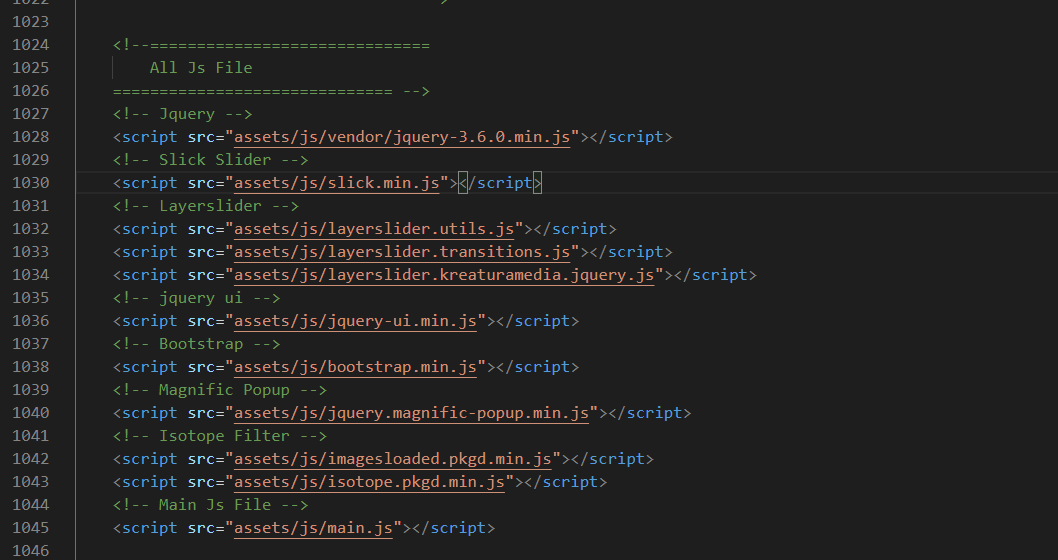 1022
1023
1024 <!--==============================
1025 All Js File
1026 ============================== -->
1027 <!-- Jquery -->
1028 <script src="assets/js/vendor/jquery-3.6.0.min.js"></script>
1029 <!-- Slick Slider -->
1030 <script src="assets/js/slick.min.js"></script>
1031 <!-- Layerslider -->
1032 <script src="assets/js/layerslider.utils.js"></script>
1033 <script src="assets/js/layerslider.transitions.js"></script>
1034 <script src="assets/js/layerslider.kreaturamedia.jquery.js"></script>
1035 <!-- jquery ui -->
1036 <script src="assets/js/jquery-ui.min.js"></script>
1037 <!-- Bootstrap -->
1038 <script src="assets/js/bootstrap.min.js"></script>
1039 <!-- Magnific Popup -->
1040 <script src="assets/js/jquery.magnific-popup.min.js"></script>
1041 <!-- Isotope Filter -->
1042 <script src="assets/js/imagesloaded.pkgd.min.js"></script>
1043 <script src="assets/js/isotope.pkgd.min.js"></script>
1044 <!-- Main Js File -->
1045 <script src="assets/js/main.js"></script>
1046